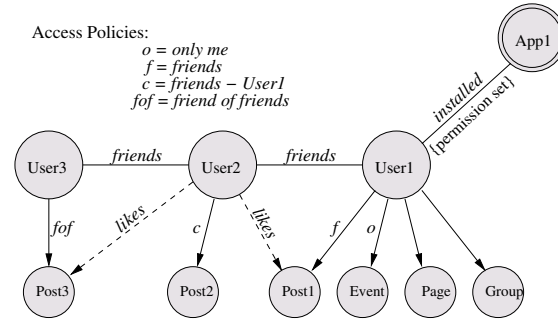 Access Policies:
o = only me
f = friends
c = friends − User1
fof = friend of friends
App1
installed
{permission set}
User3
friends
User2
friends
User1
fof
likes
c
likes
f
o
Post3
Post2
Post1
Event
Page
Group